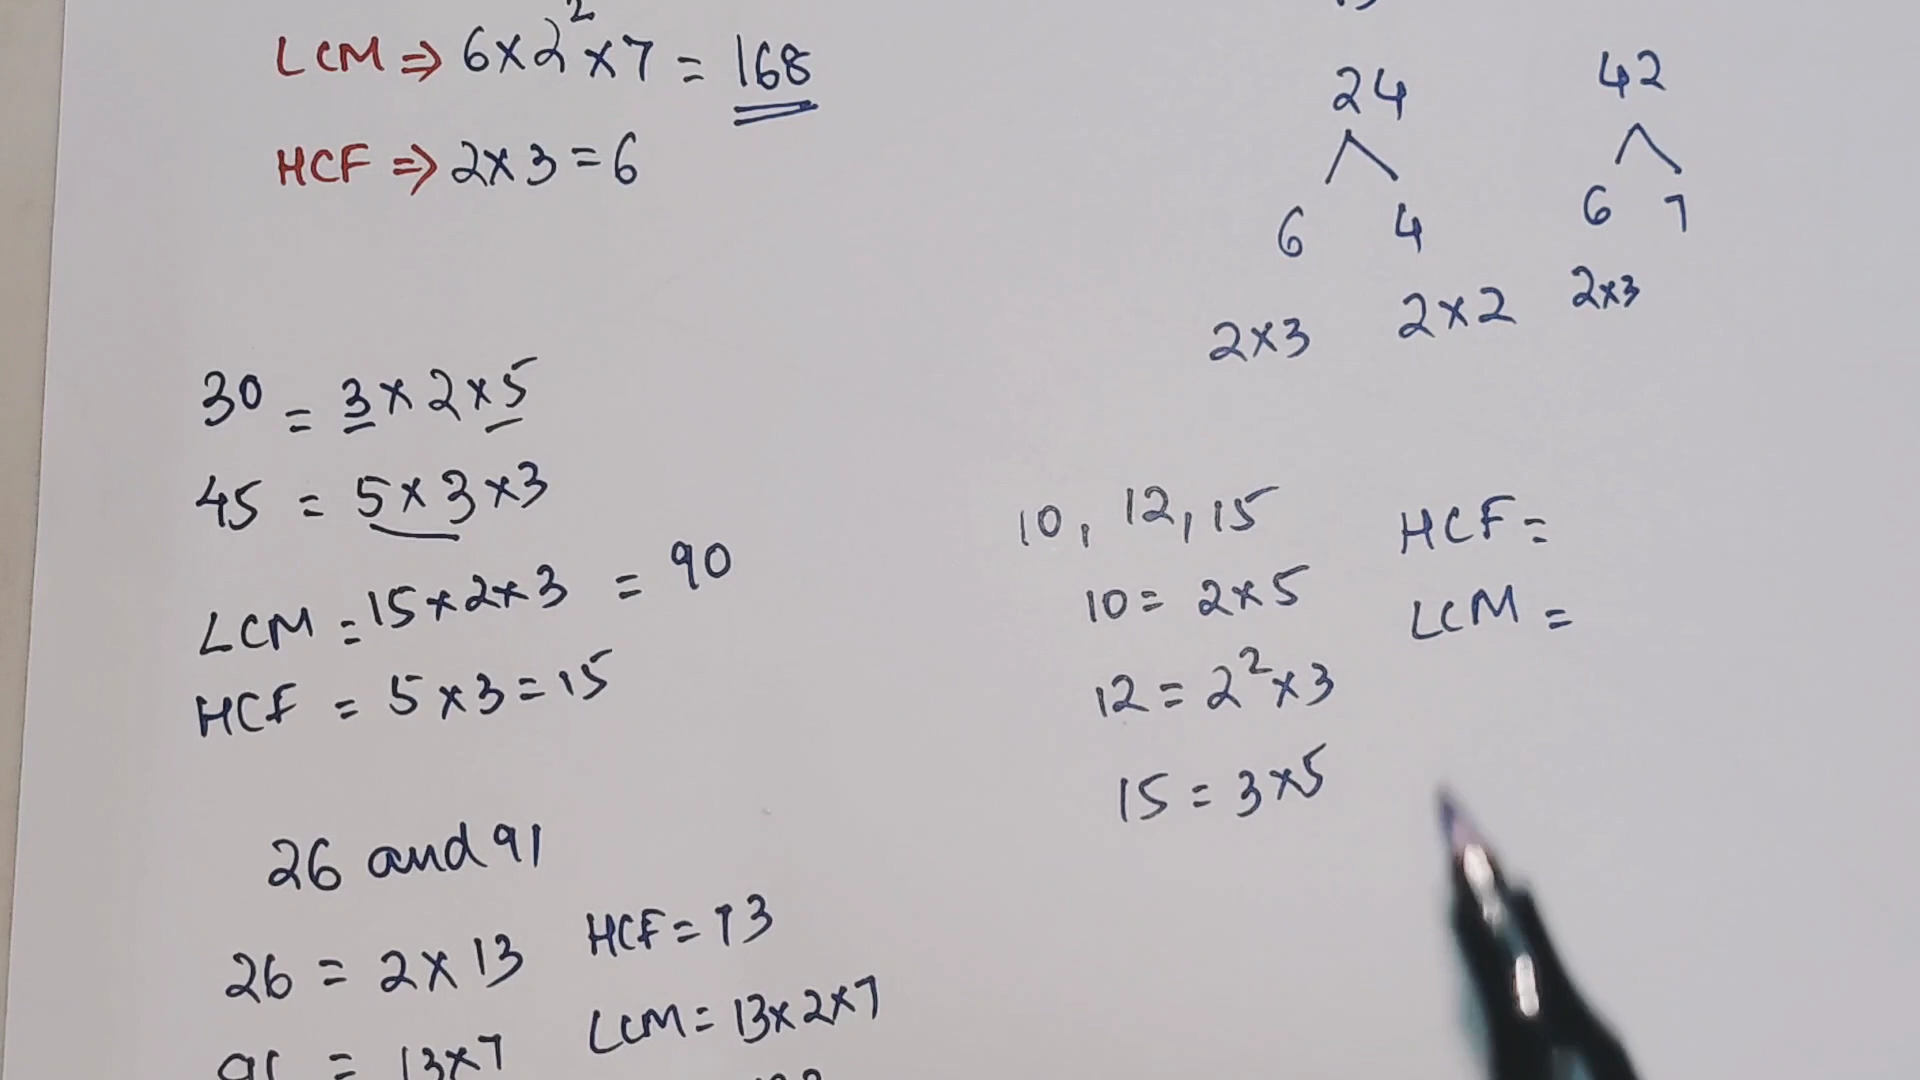 LCM ⇒ 6×2²×7 = 168
HCF ⇒ 2×3=6
30 = 3×2×5
45 = 5×3×3
LCM = 15×2×3 = 90
HCF = 5×3=15
26 and 91
26 = 2×13
91 = 13×7
HCF = 13
LCM = 13×2×7
24
6 4
2×3 2×2
42
6 7
2×3
10, 12, 15
10 = 2×5
12 = 2²×3
15 = 3×5
HCF =
LCM =